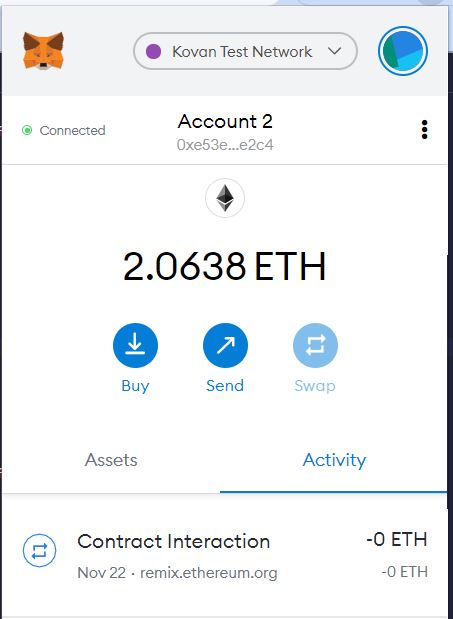 Kovan Test Network
Connected
Account 2
0xe53e...e2c4
2.0638 ETH
Buy Send Swap
Assets Activity
Contract Interaction -0 ETH
Nov 22 · remix.ethereum.org -0 ETH